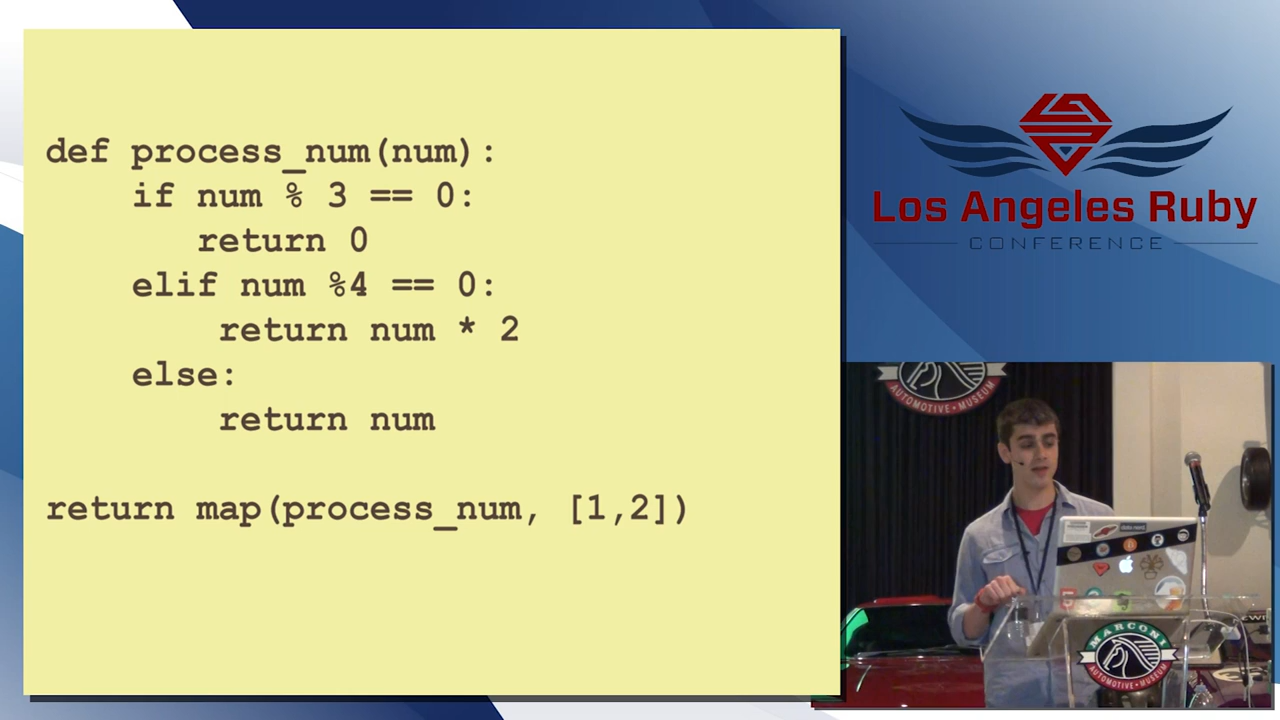 def process_num(num):
    if num % 3 == 0:
       return 0
    elif num %4 == 0:
        return num * 2
    else:
        return num
return map(process_num, [1,2])
Los Angeles Ruby
CONFERENCE
AUTOMOTIVE • MUSEUM
MARCONI
AUTOMOTIVE • MUSEUM